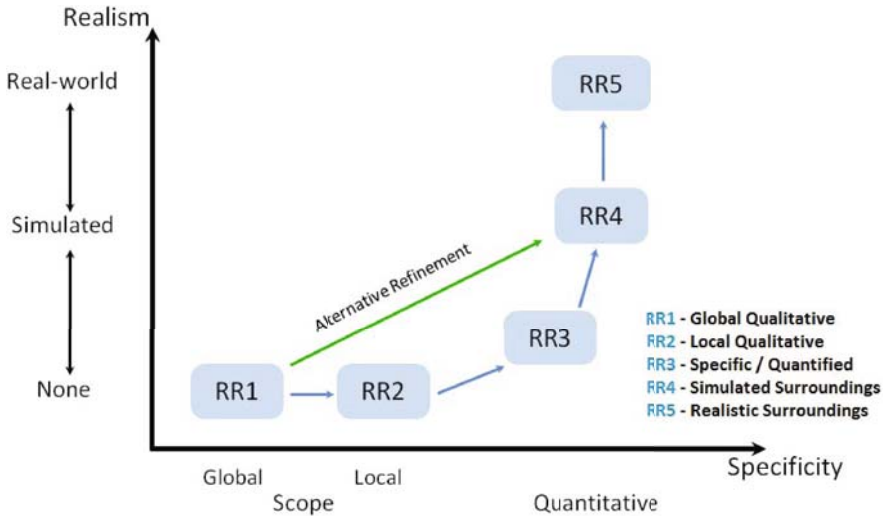 Realism
Real-world
RR5
Simulated
RR4
Alternative Refinement
RR3
None
RR1
RR2
RR1 - Global Qualitative
RR2 - Local Qualitative
RR3 - Specific / Quantified
RR4 - Simulated Surroundings
RR5 - Realistic Surroundings
Specificity
Global
Local
Scope
Quantitative